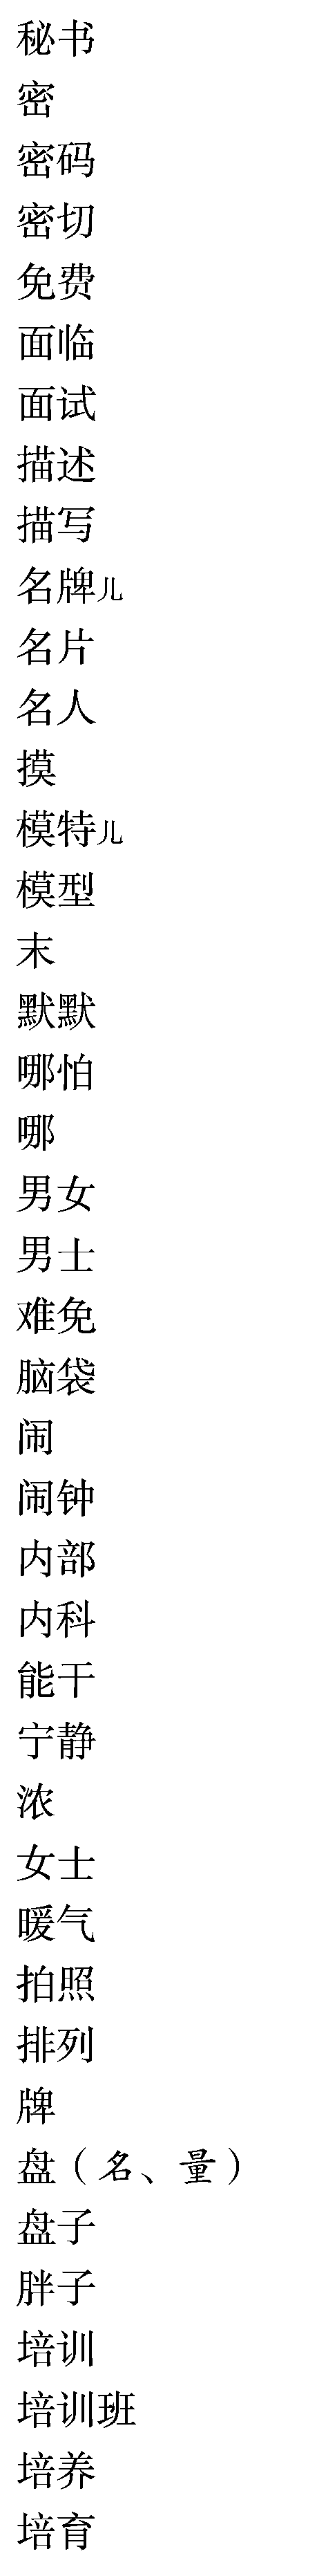 秘书
密
密码
密切
免费
面临
面试
描述
描写
名牌儿
名片
名人
摸
模特儿
模型
末
默默
哪怕
哪
男女
男士
难免
脑袋
闹
闹钟
内部
内科
能干
宁静
浓
女士
暖气
拍照
排列
牌
盘（名、量）
盘子
胖子
培训
培训班
培养
培育